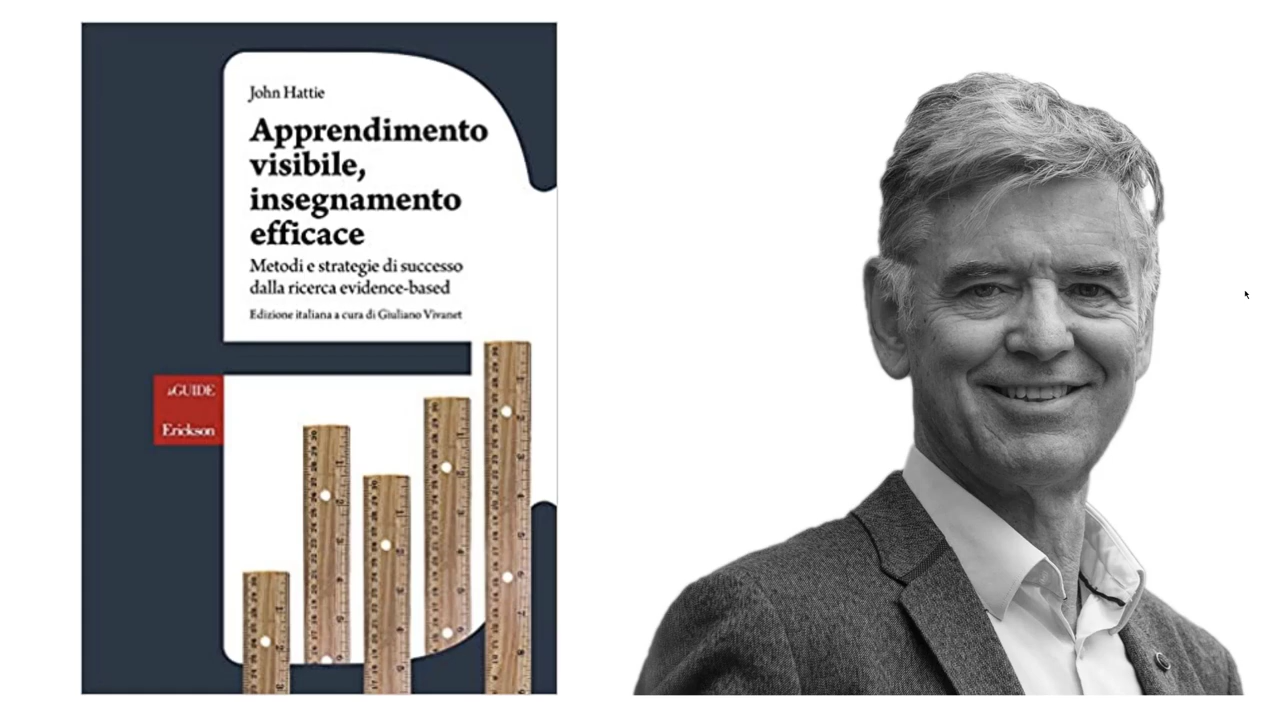 John Hattie
Apprendimento
visibile,
insegnamento
efficace
Metodi e strategie di successo
dalla ricerca evidence-based
Edizione italiana a cura di Giuliano Vivanet
GUIDE
Erickson